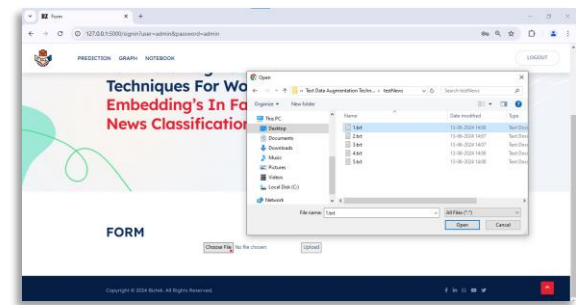 Form
127.0.0.1:5000/signin?user=admin&password=admin
PREDICTION GRAPH NOTEBOOK
LOGOUT
Techniques For Wo
Embedding's In Fa
News Classification
Open
Text Data Augmentation Techn... › testNews
Search testNews
Organize New folder
This PC
Desktop
Documents
Downloads
Music
Pictures
Videos
Local Disk (C:)
Network
Name Date modified Type
1.txt 13-06-2024 14:06 Text Doc
2.txt 13-06-2024 14:07 Text Doc
3.txt 13-06-2024 14:07 Text Doc
4.txt 13-06-2024 14:06 Text Doc
5.txt 13-06-2024 14:08 Text Doc
File name: 1.txt
All Files (*.*)
Open Cancel
FORM
Choose File No file chosen Upload
Copyright © 2024 Biztek. All Rights Reserved.